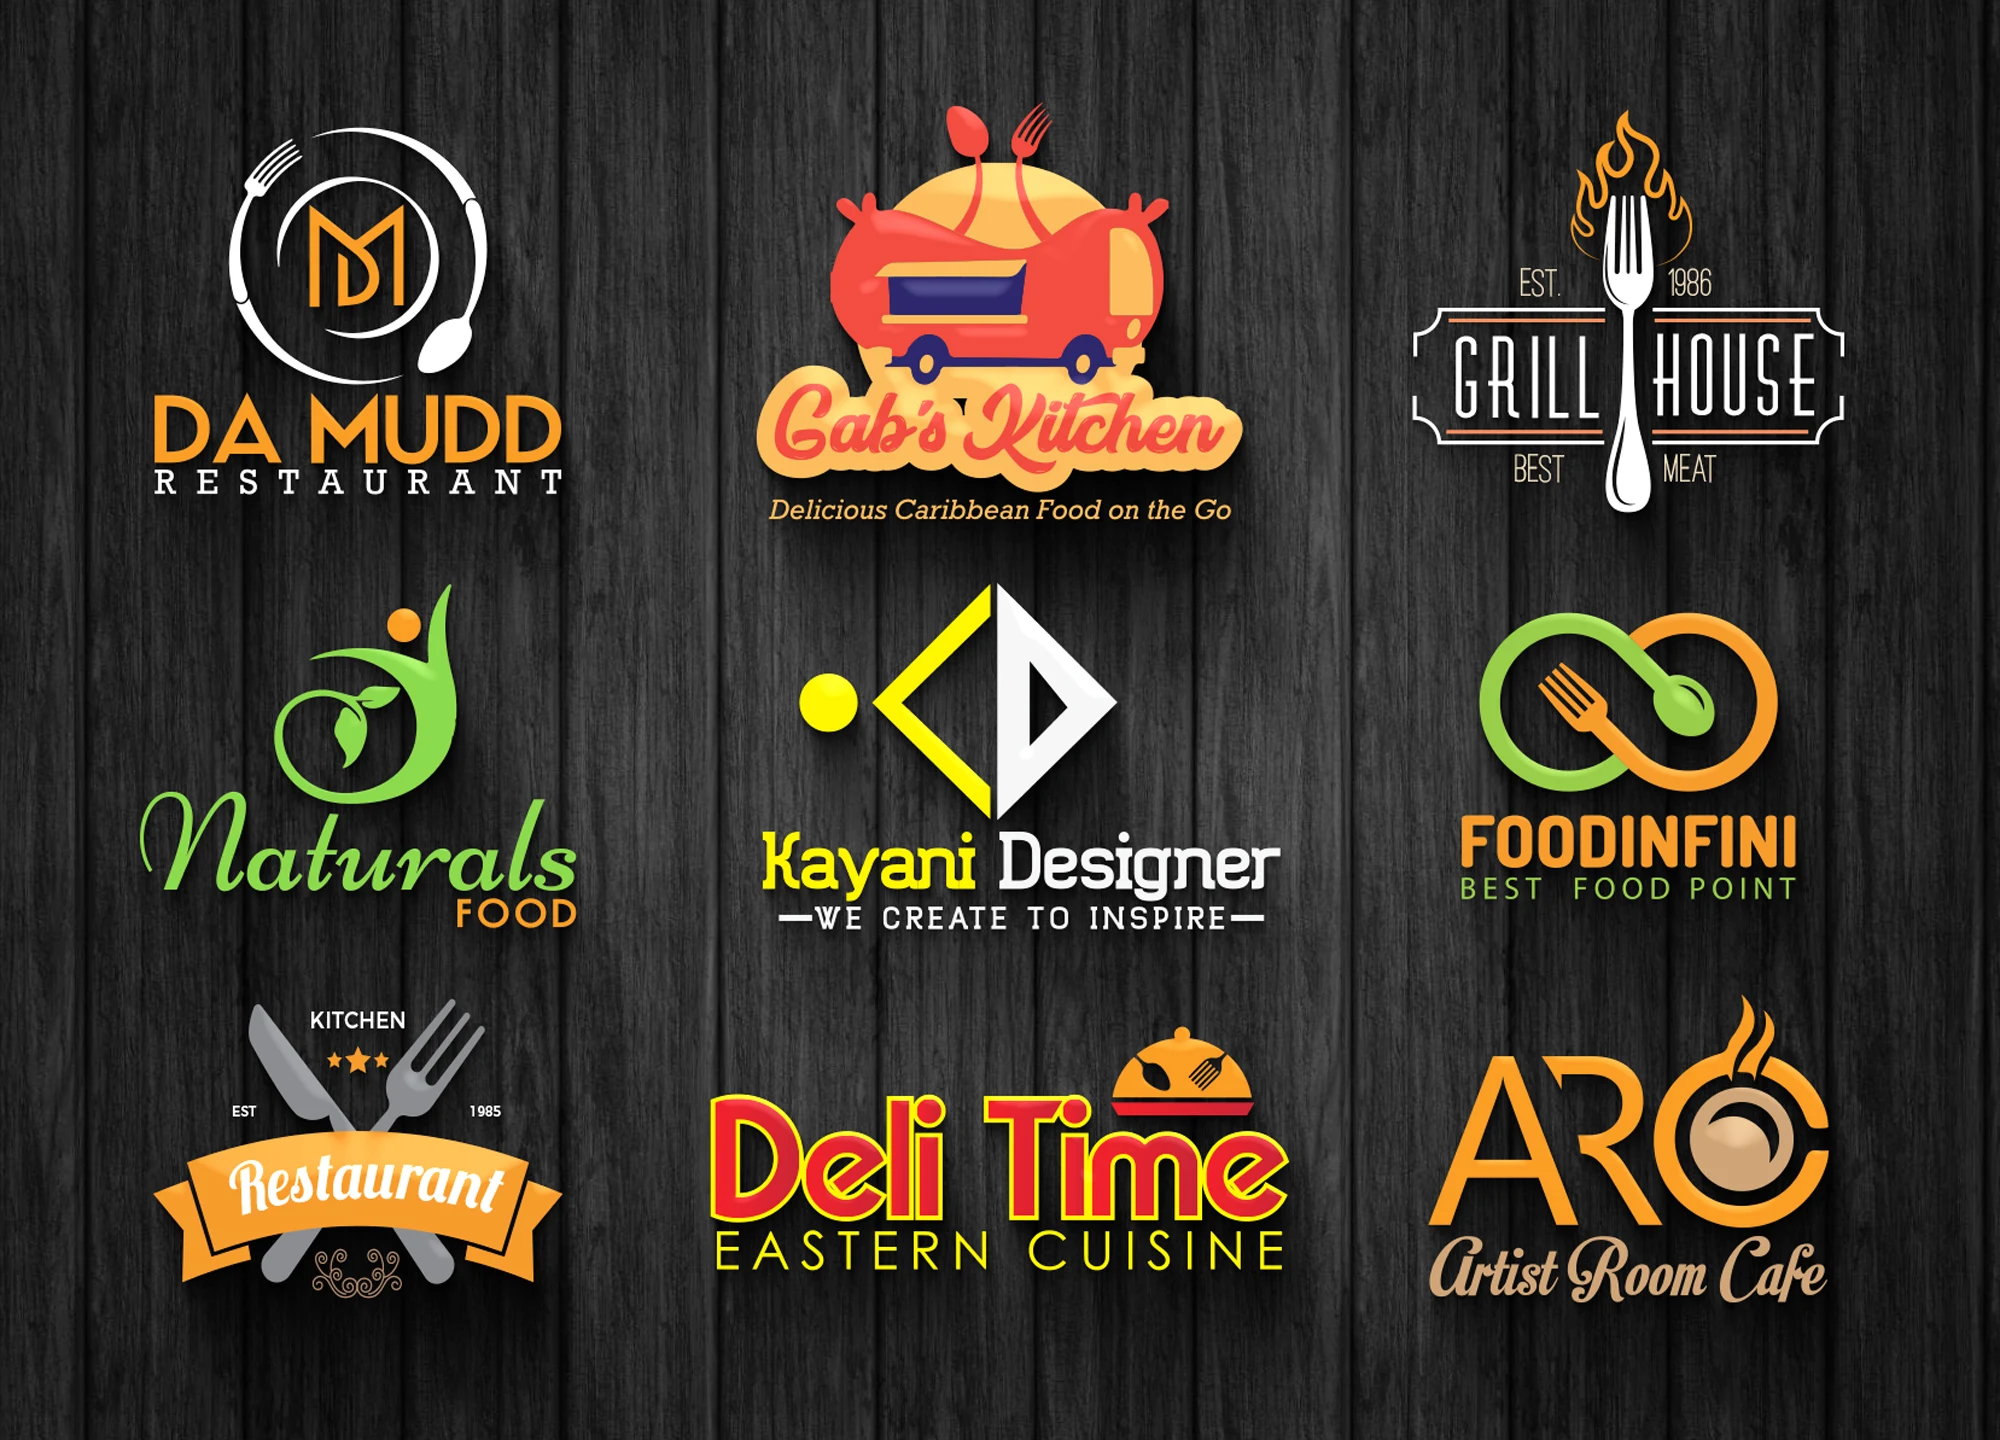 DM
DA MUDD
RESTAURANT
Gab's Kitchen
Delicious Caribbean Food on the Go
EST. 1986
GRILL HOUSE
BEST MEAT
Naturals
FOOD
Kayani Designer
WE CREATE TO INSPIRE
FOODINFINI
BEST FOOD POINT
KITCHEN
EST 1985
Restaurant
Deli Time
EASTERN CUISINE
ARC
Artist Room Cafe